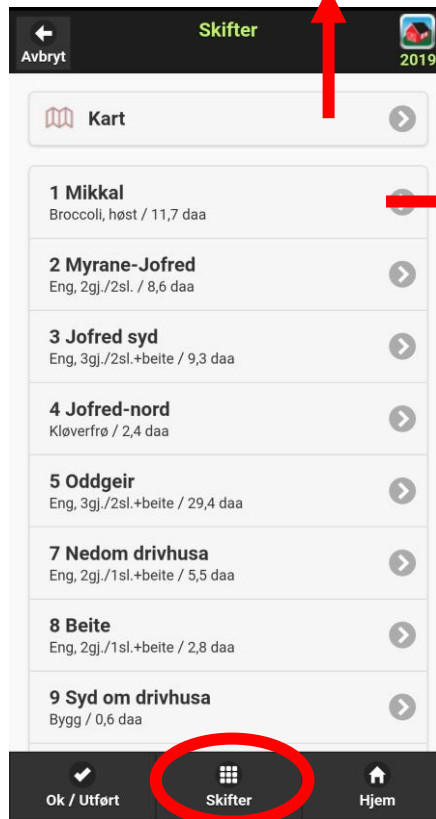 Skifter
Avbryt
2019
Kart
1 Mikkal
Broccoli, høst / 11,7 daa
2 Myrane-Jofred
Eng, 2gj./2sl. / 8,6 daa
3 Jofred syd
Eng, 3gj./2sl.+beite / 9,3 daa
4 Jofred-nord
Kløverfrø / 2,4 daa
5 Oddgeir
Eng, 3gj./2sl.+beite / 29,4 daa
7 Nedom drivhusa
Eng, 2gj./1sl.+beite / 5,5 daa
8 Beite
Eng, 2gj./1sl.+beite / 2,8 daa
9 Syd om drivhusa
Bygg / 0,6 daa
Ok / Utført Skifter Hjem